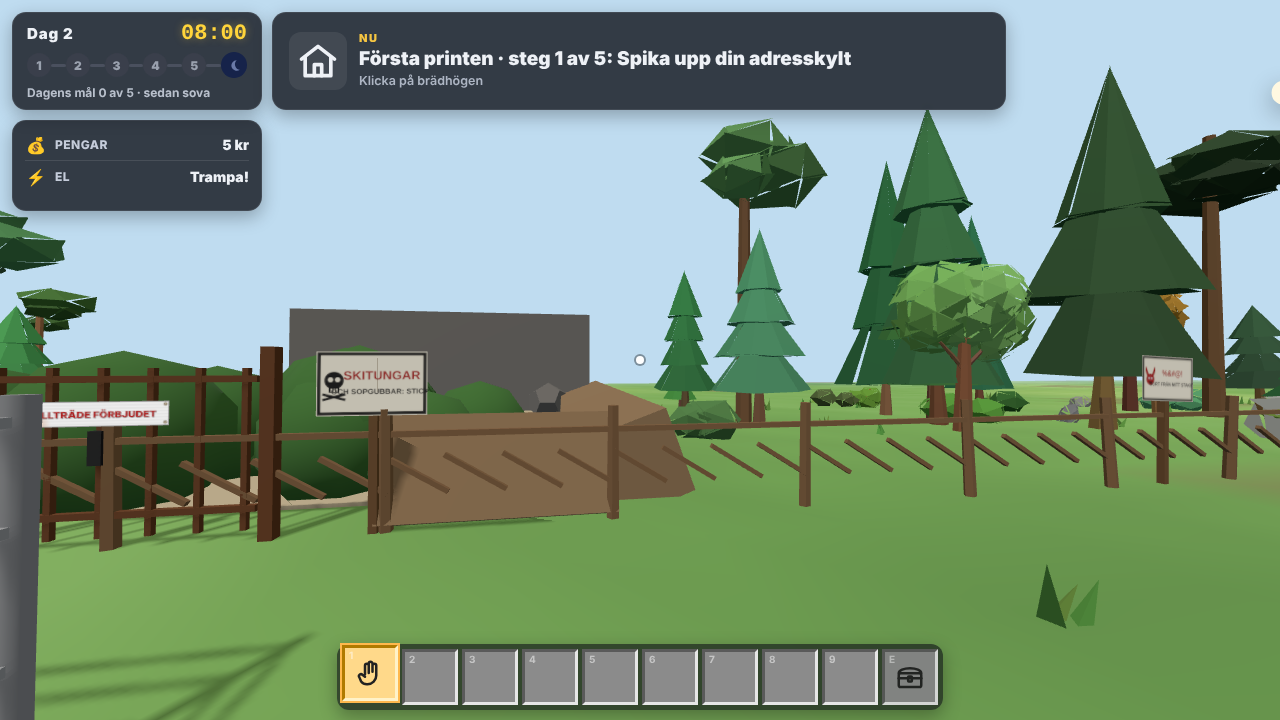 Dag 2
08:00
1 2 3 4 5
Dagens mål 0 av 5 · sedan sova
PENGAR 5 kr
EL Trampa!
NU
Första printen · steg 1 av 5: Spika upp din adresskylt
Klicka på brädhögen
SKITUNGAR
SOPGUBBAR:
FÖRBJUDET
1 2 3 4 5 6 7 8 9 E